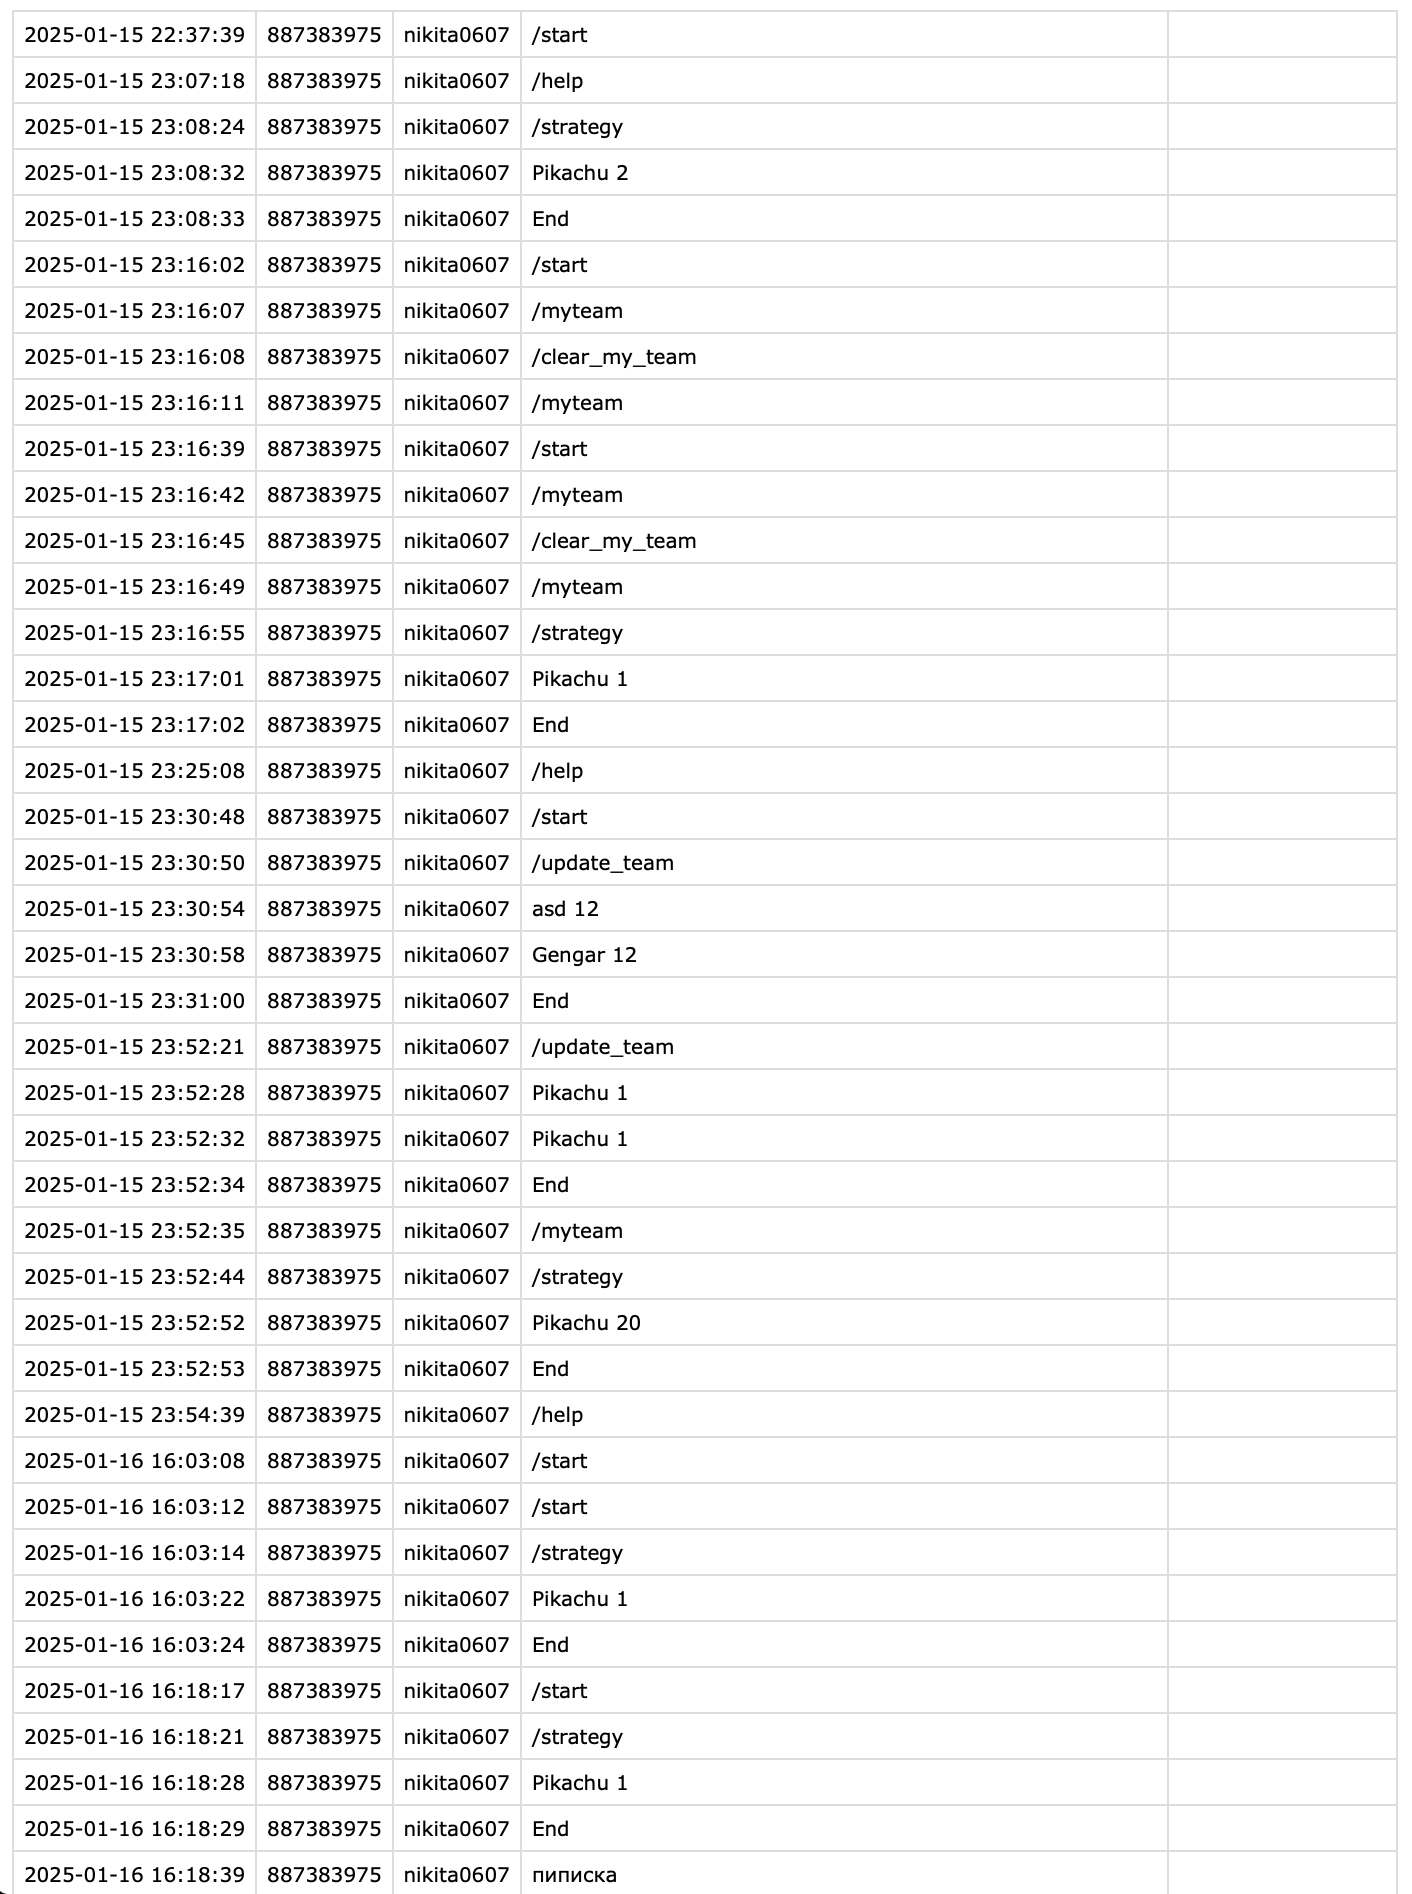 2025-01-15 22:37:39 887383975 nikita0607 /start
2025-01-15 23:07:18 887383975 nikita0607 /help
2025-01-15 23:08:24 887383975 nikita0607 /strategy
2025-01-15 23:08:32 887383975 nikita0607 Pikachu 2
2025-01-15 23:08:33 887383975 nikita0607 End
2025-01-15 23:16:02 887383975 nikita0607 /start
2025-01-15 23:16:07 887383975 nikita0607 /myteam
2025-01-15 23:16:08 887383975 nikita0607 /clear_my_team
2025-01-15 23:16:11 887383975 nikita0607 /myteam
2025-01-15 23:16:39 887383975 nikita0607 /start
2025-01-15 23:16:42 887383975 nikita0607 /myteam
2025-01-15 23:16:45 887383975 nikita0607 /clear_my_team
2025-01-15 23:16:49 887383975 nikita0607 /myteam
2025-01-15 23:16:55 887383975 nikita0607 /strategy
2025-01-15 23:17:01 887383975 nikita0607 Pikachu 1
2025-01-15 23:17:02 887383975 nikita0607 End
2025-01-15 23:25:08 887383975 nikita0607 /help
2025-01-15 23:30:48 887383975 nikita0607 /start
2025-01-15 23:30:50 887383975 nikita0607 /update_team
2025-01-15 23:30:54 887383975 nikita0607 asd 12
2025-01-15 23:30:58 887383975 nikita0607 Gengar 12
2025-01-15 23:31:00 887383975 nikita0607 End
2025-01-15 23:52:21 887383975 nikita0607 /update_team
2025-01-15 23:52:28 887383975 nikita0607 Pikachu 1
2025-01-15 23:52:32 887383975 nikita0607 Pikachu 1
2025-01-15 23:52:34 887383975 nikita0607 End
2025-01-15 23:52:35 887383975 nikita0607 /myteam
2025-01-15 23:52:44 887383975 nikita0607 /strategy
2025-01-15 23:52:52 887383975 nikita0607 Pikachu 20
2025-01-15 23:52:53 887383975 nikita0607 End
2025-01-15 23:54:39 887383975 nikita0607 /help
2025-01-16 16:03:08 887383975 nikita0607 /start
2025-01-16 16:03:12 887383975 nikita0607 /start
2025-01-16 16:03:14 887383975 nikita0607 /strategy
2025-01-16 16:03:22 887383975 nikita0607 Pikachu 1
2025-01-16 16:03:24 887383975 nikita0607 End
2025-01-16 16:18:17 887383975 nikita0607 /start
2025-01-16 16:18:21 887383975 nikita0607 /strategy
2025-01-16 16:18:28 887383975 nikita0607 Pikachu 1
2025-01-16 16:18:29 887383975 nikita0607 End
2025-01-16 16:18:39 887383975 nikita0607 пиписка